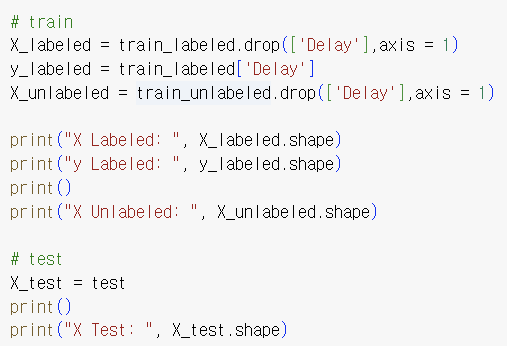 # train
X_labeled = train_labeled.drop(['Delay'],axis = 1)
y_labeled = train_labeled['Delay']
X_unlabeled = train_unlabeled.drop(['Delay'],axis = 1)
print("X Labeled: ", X_labeled.shape)
print("y Labeled: ", y_labeled.shape)
print()
print("X Unlabeled: ", X_unlabeled.shape)
# test
X_test = test
print()
print("X Test: ", X_test.shape)